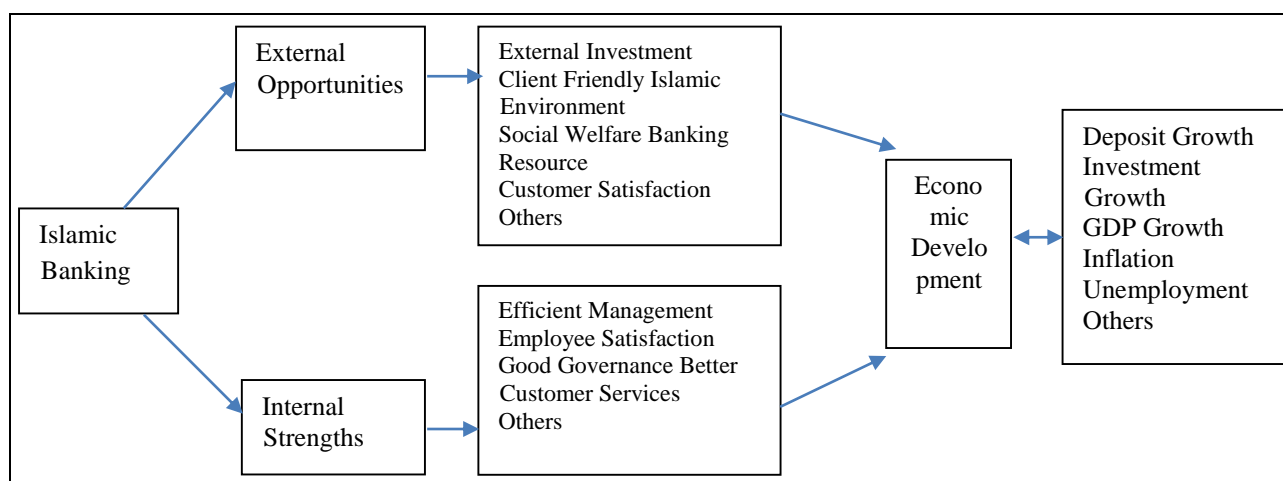 External
Opportunities
External Investment
Client Friendly Islamic
Environment
Social Welfare Banking
Resource
Customer Satisfaction
Others
Deposit Growth
Investment
Growth
GDP Growth
Inflation
Unemployment
Others
Econo
mic
Develo
pment
Islamic
Banking
Efficient Management
Employee Satisfaction
Good Governance Better
Customer Services
Others
Internal
Strengths